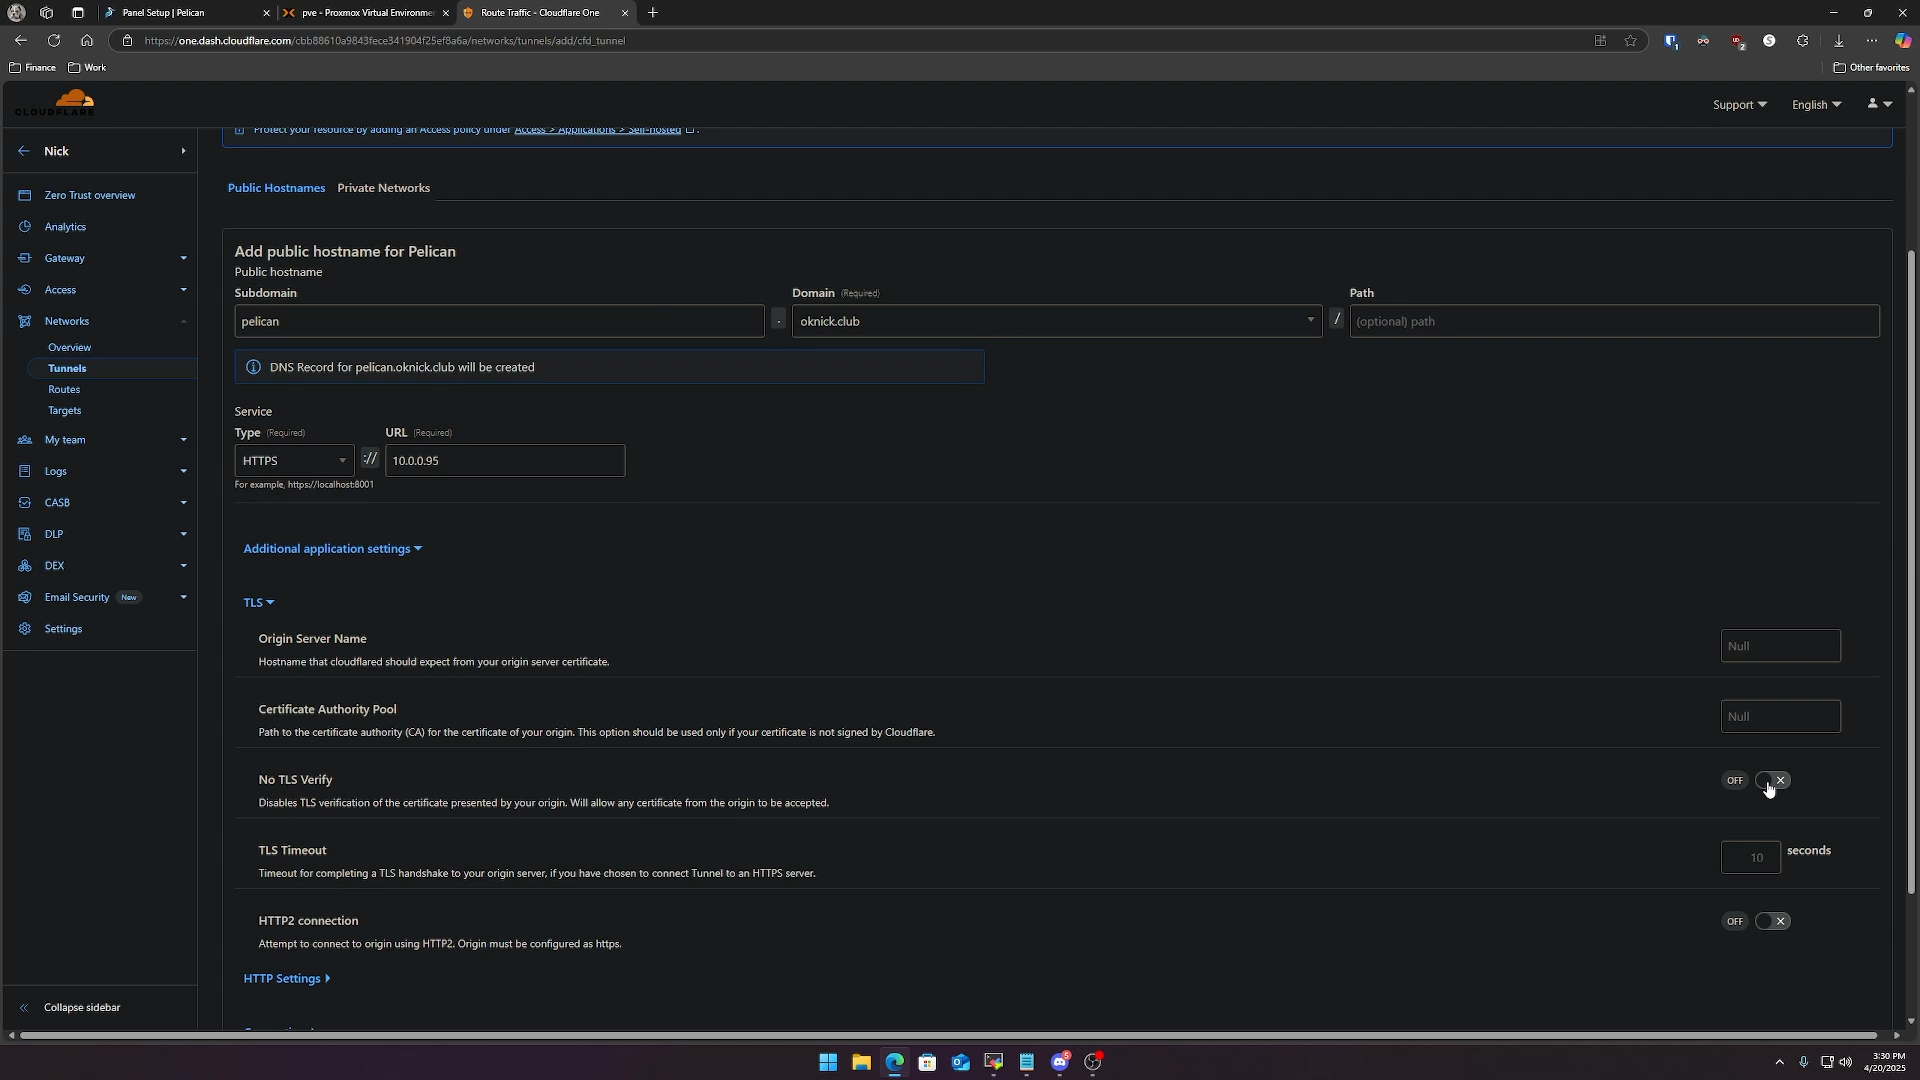 Panel Setup | Pelican
pve - Proxmox Virtual Environme
Route Traffic - Cloudflare One
https://one.dash.cloudflare.com/cbb88610a9843fece341904f25ef8a6a/networks/tunnels/add/cfd_tunnel
Finance
Work
Other favorites
CLOUDFLARE
Support
English
Nick
Protect your resource by adding an Access policy under Access > Applications > Self-hosted.
Zero Trust overview
Analytics
Gateway
Access
Networks
Overview
Tunnels
Routes
Targets
My team
Logs
CASB
DLP
DEX
Email Security New
Settings
Collapse sidebar
Public Hostnames
Private Networks
Add public hostname for Pelican
Public hostname
Subdomain
Domain (Required)
Path
pelican
.
oknick.club
/
(optional) path
DNS Record for pelican.oknick.club will be created
Service
Type (Required)
URL (Required)
HTTPS
://
10.0.0.95
For example, https://localhost:8001
Additional application settings
TLS
Origin Server Name
Hostname that cloudflared should expect from your origin server certificate.
Null
Certificate Authority Pool
Path to the certificate authority (CA) for the certificate of your origin. This option should be used only if your certificate is not signed by Cloudflare.
Null
No TLS Verify
Disables TLS verification of the certificate presented by your origin. Will allow any certificate from the origin to be accepted.
OFF
TLS Timeout
Timeout for completing a TLS handshake to your origin server, if you have chosen to connect Tunnel to an HTTPS server.
10
seconds
HTTP2 connection
Attempt to connect to origin using HTTP2. Origin must be configured as https.
OFF
HTTP Settings
3:30 PM
4/20/2025